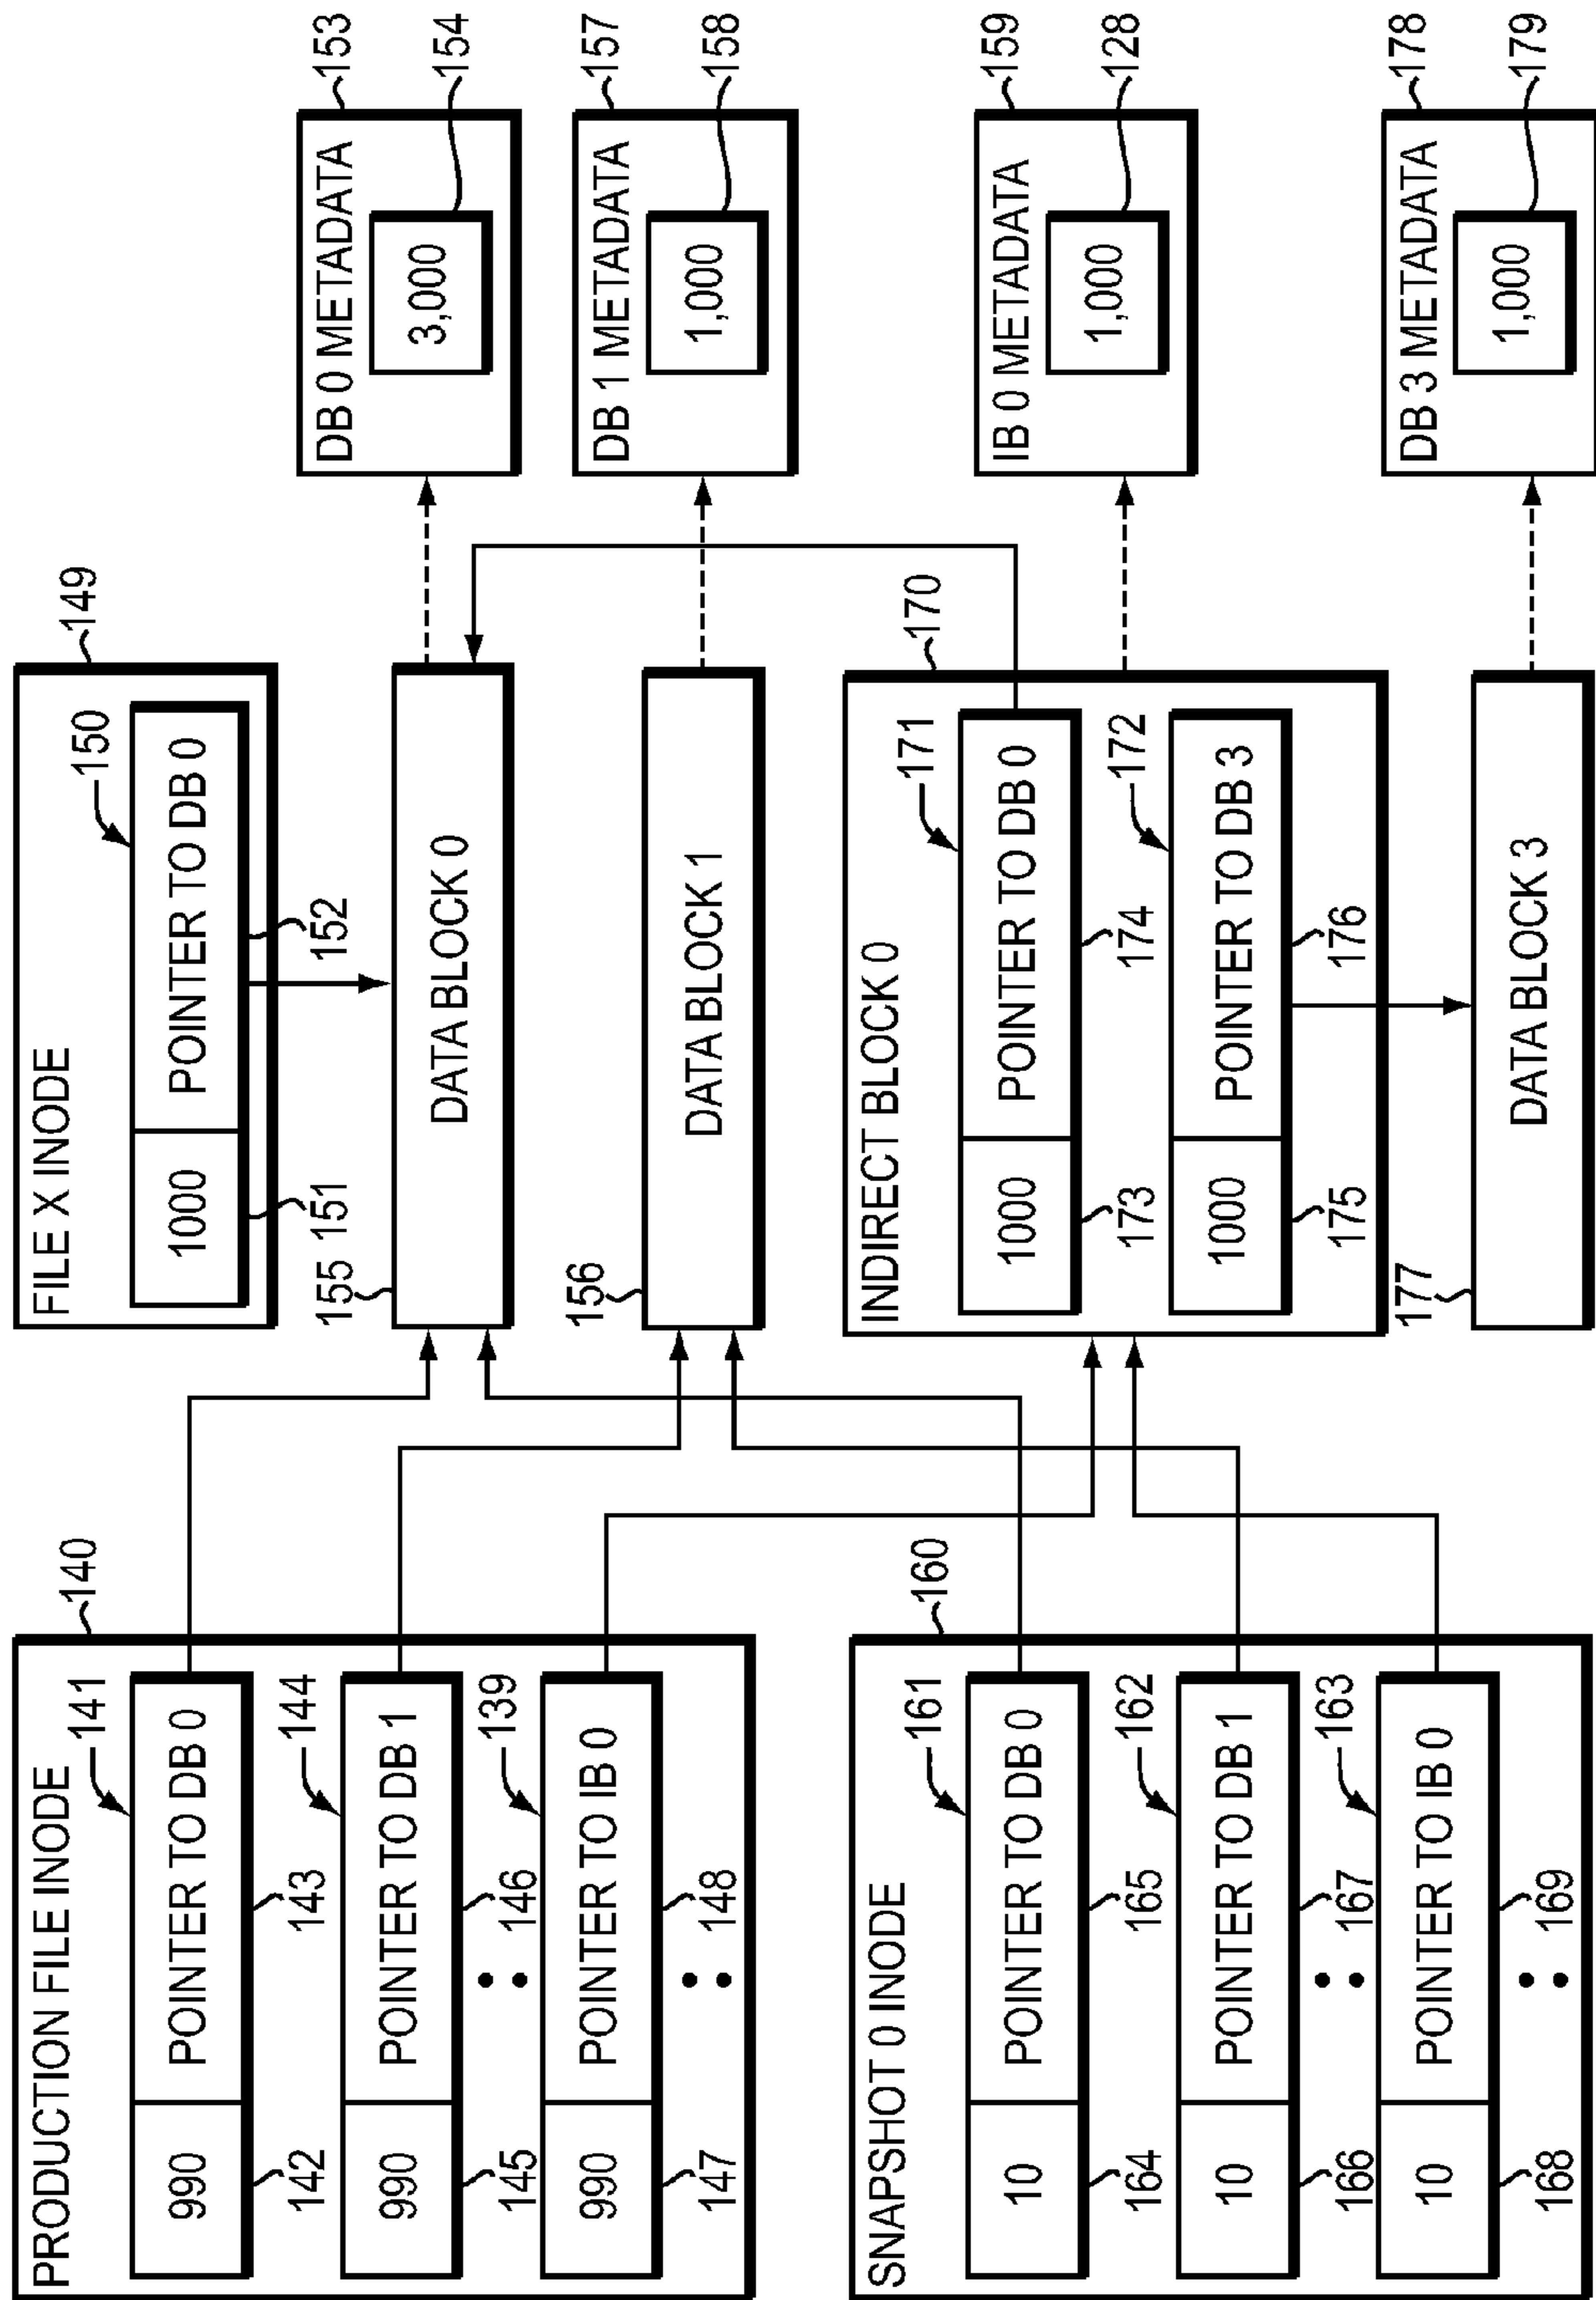 PRODUCTION FILE INODE
140
141
990 POINTER TO DB 0
142
143
144
990 POINTER TO DB 1
145
146
139
990 POINTER TO IB 0
147
148
SNAPSHOT 0 INODE
160
161
10 POINTER TO DB 0
164
165
162
10 POINTER TO DB 1
166
167
163
10 POINTER TO IB 0
168
169
FILE X INODE
149
150
1000 POINTER TO DB 0
151
152
155
DATA BLOCK 0
156
DATA BLOCK 1
INDIRECT BLOCK 0
170
171
1000 POINTER TO DB 0
173
174
172
1000 POINTER TO DB 3
175
176
177
DATA BLOCK 3
DB 0 METADATA
153
3,000
154
DB 1 METADATA
157
1,000
158
IB 0 METADATA
159
1,000
128
DB 3 METADATA
178
1,000
179